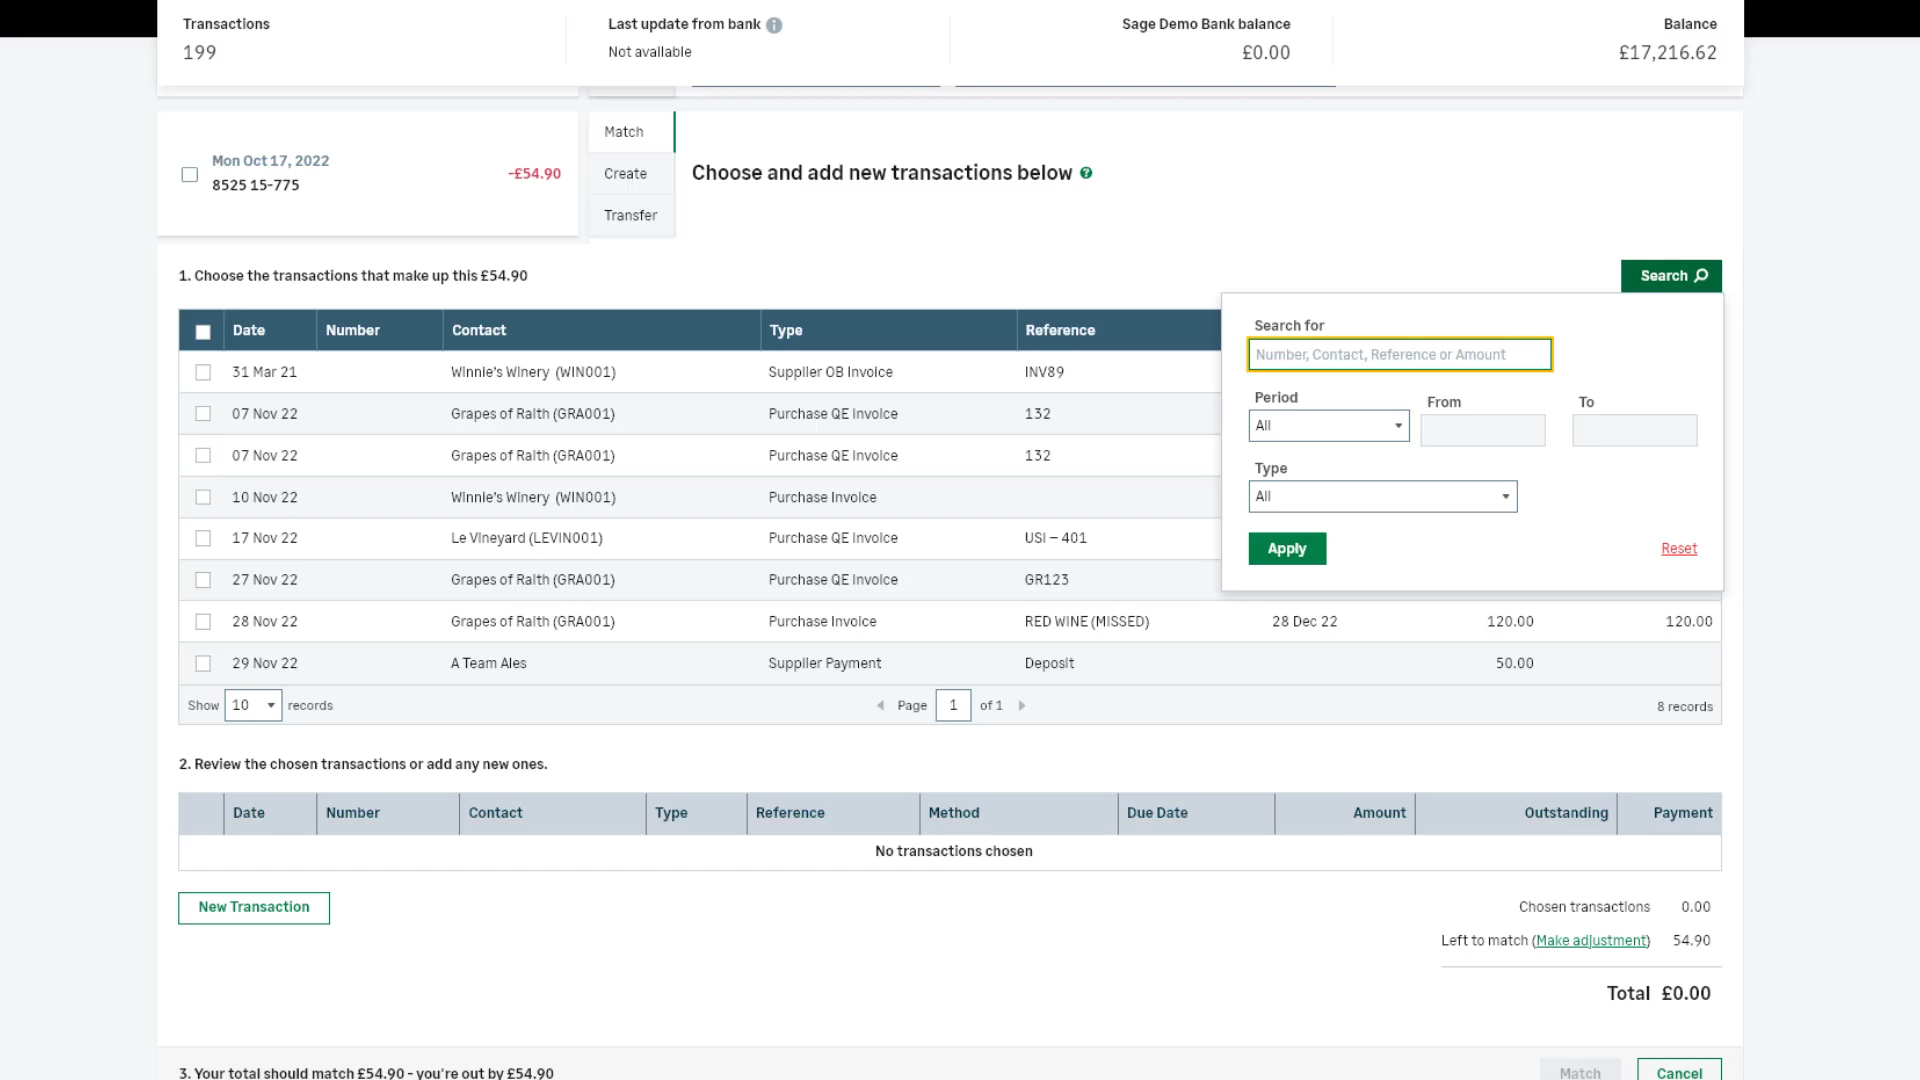 Transactions
199
Last update from bank
Not available
Sage Demo Bank balance
£0.00
Balance
£17,216.62
Mon Oct 17, 2022
8525 15-775
-£54.90
Match
Create
Transfer
Choose and add new transactions below
1. Choose the transactions that make up this £54.90
Search
Date Number Contact Type Reference
31 Mar 21 Winnie's Winery (WIN001) Supplier OB Invoice INV89
07 Nov 22 Grapes of Raith (GRA001) Purchase QE Invoice 132
07 Nov 22 Grapes of Raith (GRA001) Purchase QE Invoice 132
10 Nov 22 Winnie's Winery (WIN001) Purchase Invoice
17 Nov 22 Le Vineyard (LEVIN001) Purchase QE Invoice USI – 401
27 Nov 22 Grapes of Raith (GRA001) Purchase QE Invoice GR123
28 Nov 22 Grapes of Raith (GRA001) Purchase Invoice RED WINE (MISSED) 28 Dec 22 120.00 120.00
29 Nov 22 A Team Ales Supplier Payment Deposit 50.00
Search for
Number, Contact, Reference or Amount
Period From To
All
Type
All
Apply Reset
Show 10 records Page 1 of 1 8 records
2. Review the chosen transactions or add any new ones.
Date Number Contact Type Reference Method Due Date Amount Outstanding Payment
No transactions chosen
New Transaction
Chosen transactions 0.00
Left to match (Make adjustment) 54.90
Total £0.00
3. Your total should match £54.90 - you're out by £54.90
Match Cancel